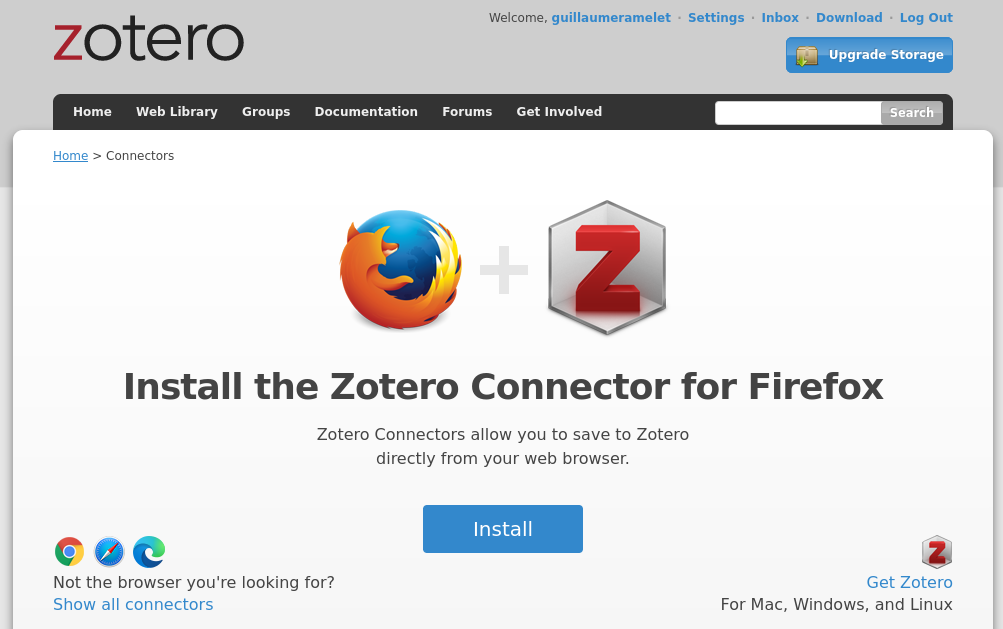 zotero
Welcome, guillaumeramelet · Settings · Inbox · Download · Log Out
Upgrade Storage
Home Web Library Groups Documentation Forums Get Involved Search
Home > Connectors
Z
Install the Zotero Connector for Firefox
Zotero Connectors allow you to save to Zotero
directly from your web browser.
Install
Z
Not the browser you're looking for?
Show all connectors
Get Zotero
For Mac, Windows, and Linux